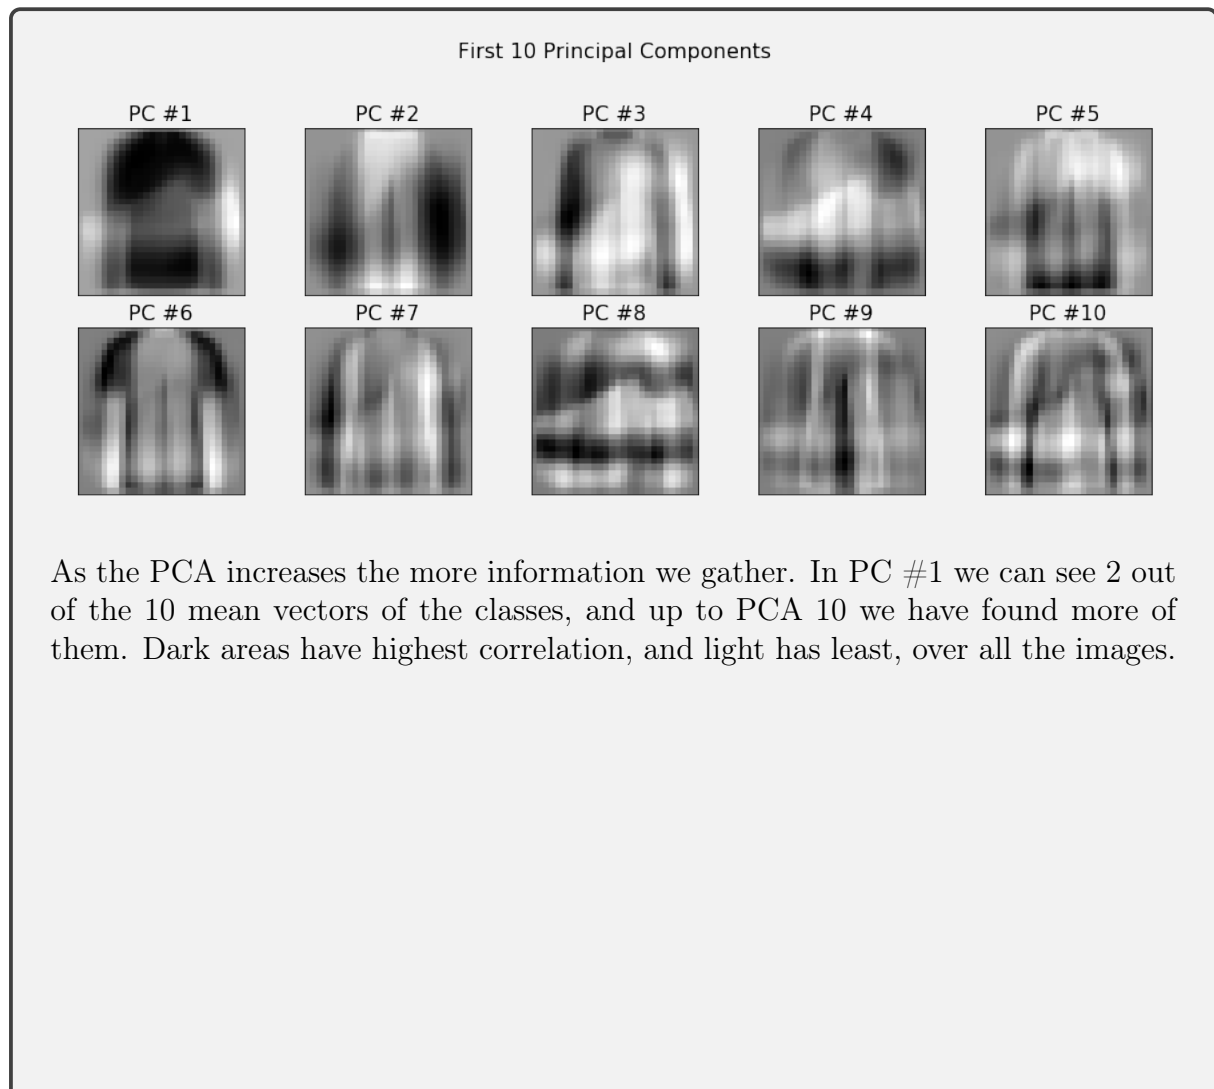 First 10 Principal Components
PC #1 PC #2 PC #3 PC #4 PC #5
PC #6 PC #7 PC #8 PC #9 PC #10
As the PCA increases the more information we gather. In PC #1 we can see 2 out
of the 10 mean vectors of the classes, and up to PCA 10 we have found more of
them. Dark areas have highest correlation, and light has least, over all the images.